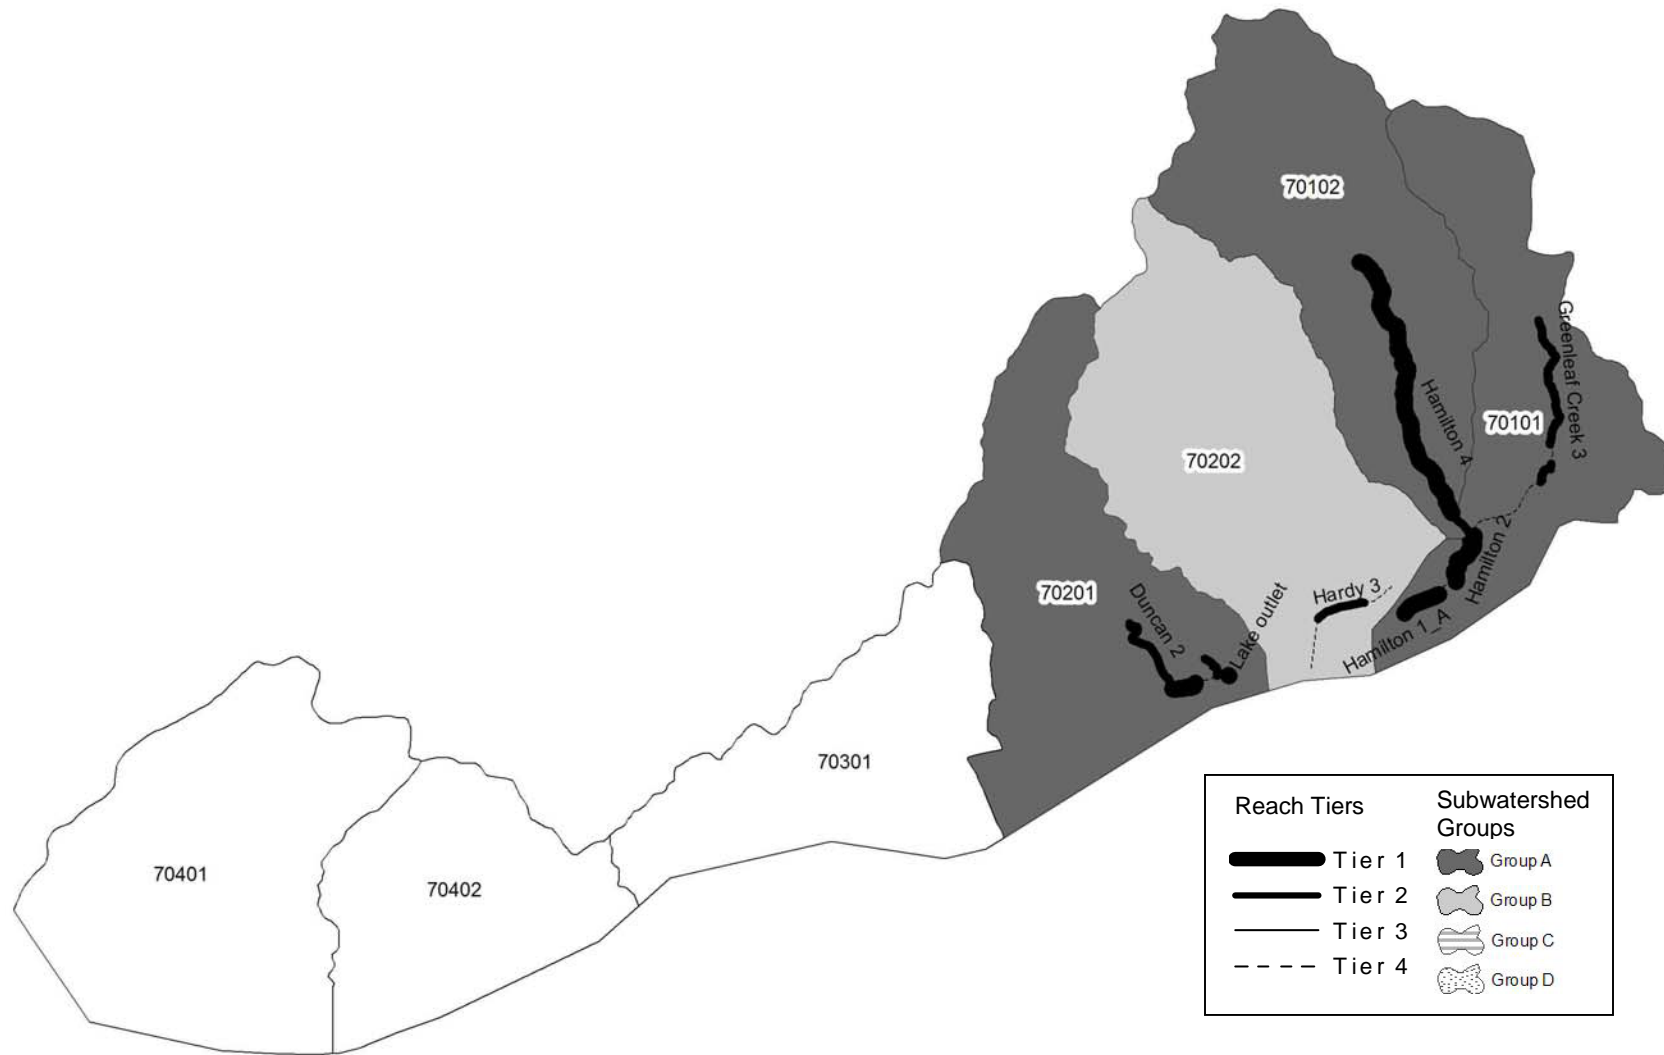 70102
Greenleaf Creek 3
Hamilton 4
70101
70202
Hamilton 2
Hardy 3
70201
Duncan 2
Lake outlet
Hamilton 1_A
70301
70401
70402
Reach Tiers
Tier 1
Tier 2
Tier 3
Tier 4
Subwatershed
Groups
Group A
Group B
Group C
Group D